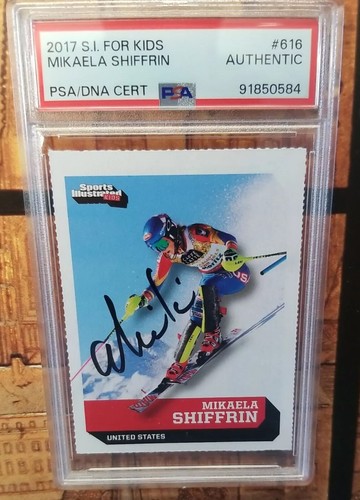 2017 S.I. FOR KIDS #616
MIKAELA SHIFFRIN AUTHENTIC
PSA/DNA CERT PSA 91850584
Sports
Illustrated
KIDS
MIKAELA
SHIFFRIN
UNITED STATES